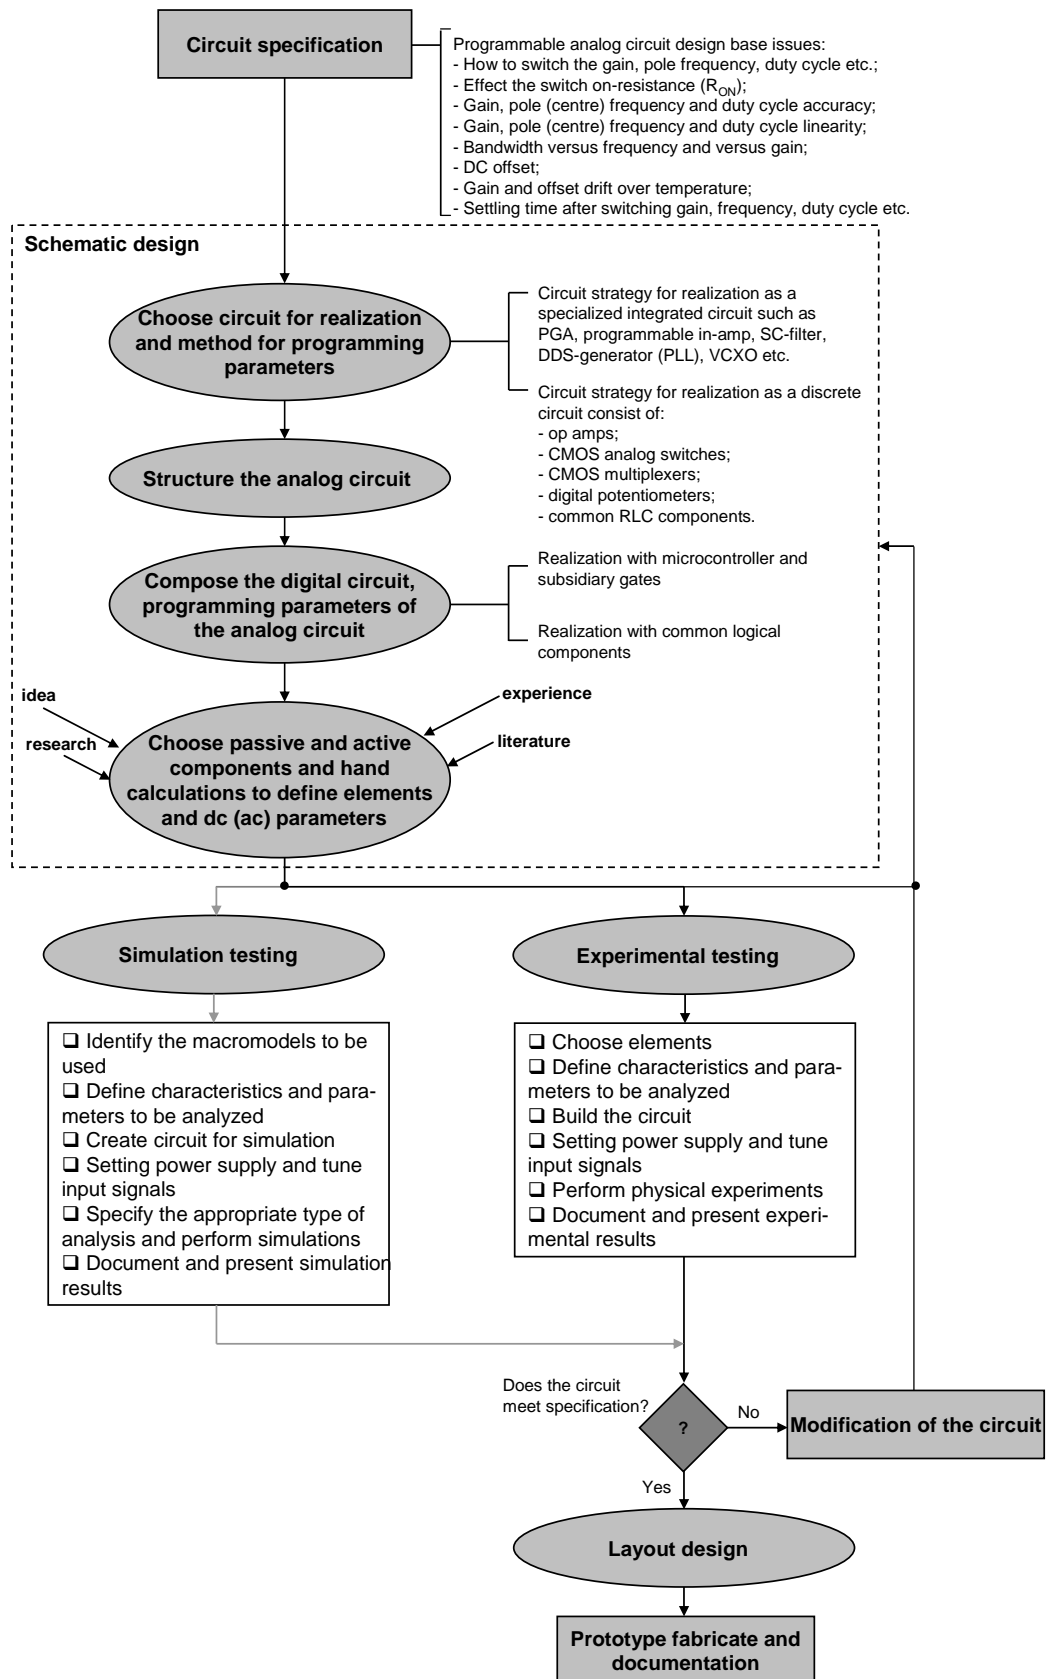 Circuit specification
Programmable analog circuit design base issues:
- How to switch the gain, pole frequency, duty cycle etc.;
- Effect the switch on-resistance (RON);
- Gain, pole (centre) frequency and duty cycle accuracy;
- Gain, pole (centre) frequency and duty cycle linearity;
- Bandwidth versus frequency and versus gain;
- DC offset;
- Gain and offset drift over temperature;
- Settling time after switching gain, frequency, duty cycle etc.
Schematic design
Choose circuit for realization
and method for programming
parameters
Circuit strategy for realization as a
specialized integrated circuit such as
PGA, programmable in-amp, SC-filter,
DDS-generator (PLL), VCXO etc.
Circuit strategy for realization as a discrete
circuit consist of:
- op amps;
- CMOS analog switches;
- CMOS multiplexers;
- digital potentiometers;
- common RLC components.
Structure the analog circuit
Compose the digital circuit,
programming parameters of
the analog circuit
Realization with microcontroller and
subsidiary gates
Realization with common logical
components
idea
research
experience
literature
Choose passive and active
components and hand
calculations to define elements
and dc (ac) parameters
Simulation testing
Experimental testing
❑ Identify the macromodels to be
used
❑ Define characteristics and para-
meters to be analyzed
❑ Create circuit for simulation
❑ Setting power supply and tune
input signals
❑ Specify the appropriate type of
analysis and perform simulations
❑ Document and present simulation
results
❑ Choose elements
❑ Define characteristics and para-
meters to be analyzed
❑ Build the circuit
❑ Setting power supply and tune
input signals
❑ Perform physical experiments
❑ Document and present experi-
mental results
Does the circuit
meet specification?
?
No
Modification of the circuit
Yes
Layout design
Prototype fabricate and
documentation